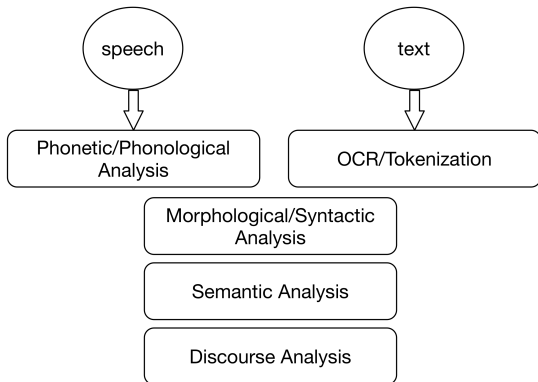 speech
text
Phonetic/Phonological
Analysis
OCR/Tokenization
Morphological/Syntactic
Analysis
Semantic Analysis
Discourse Analysis